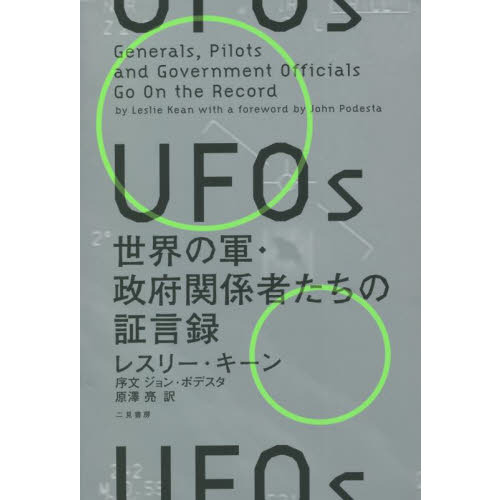 UFOs
Generals, Pilots
and Government Officials
Go On the Record
by Leslie Kean with a foreword by John Podesta
UFOs
2°
世界の軍・
政府関係者たちの
証言録
レスリー・キーン
序文 ジョン・ポデスタ
原澤 亮 訳
二見書房
UFOs